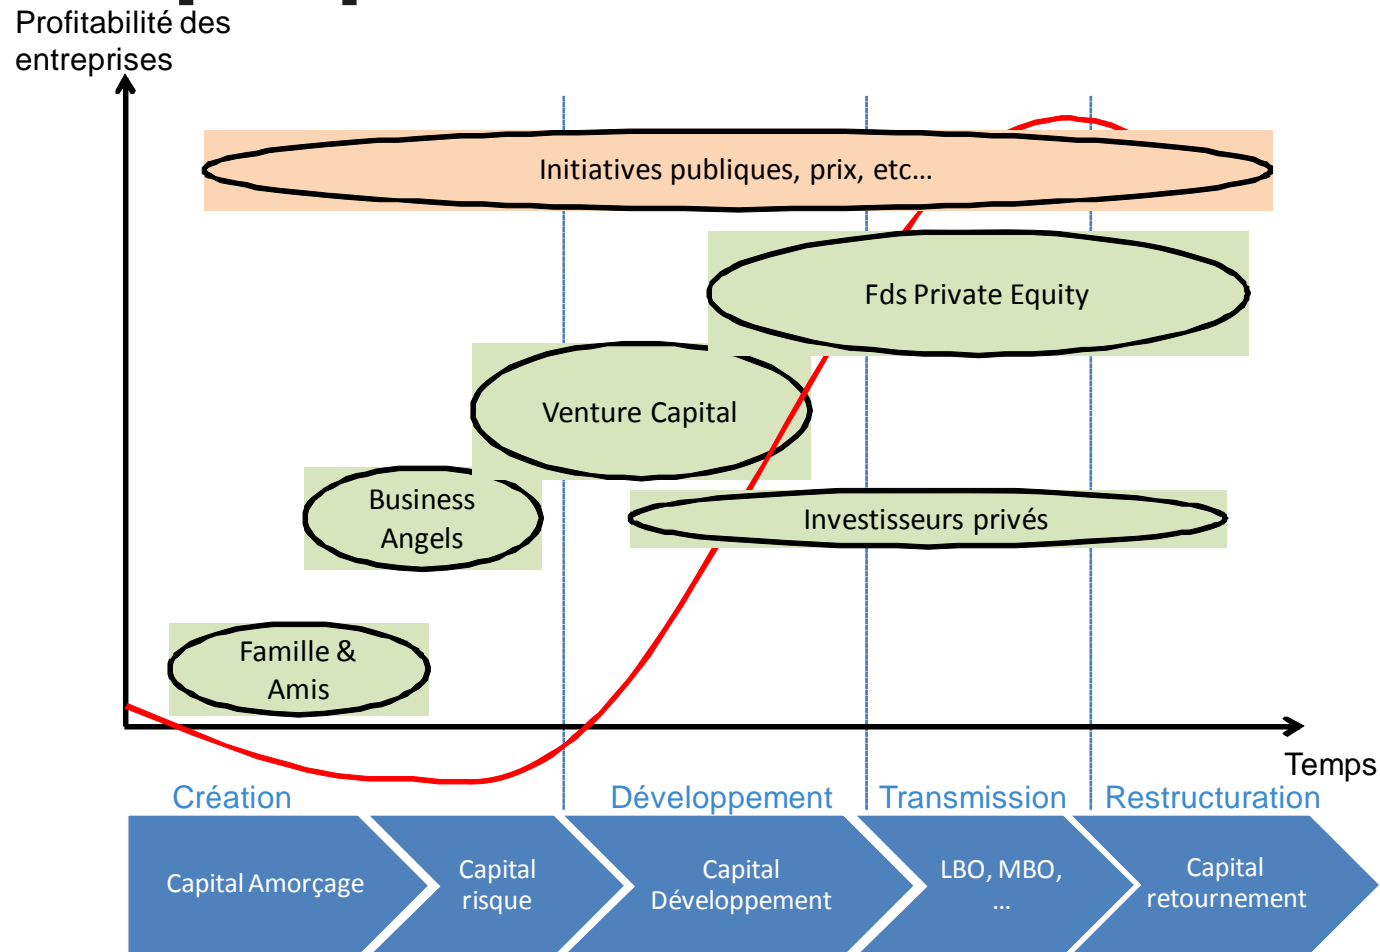 Profitabilité des
entreprises
Initiatives publiques, prix, etc...
Fds Private Equity
Venture Capital
Business
Angels
Investisseurs privés
Famille &
Amis
Temps
Création
Développement
Transmission
Restructuration
Capital Amorçage
Capital
risque
Capital
Développement
LBO, MBO,
...
Capital
retournement